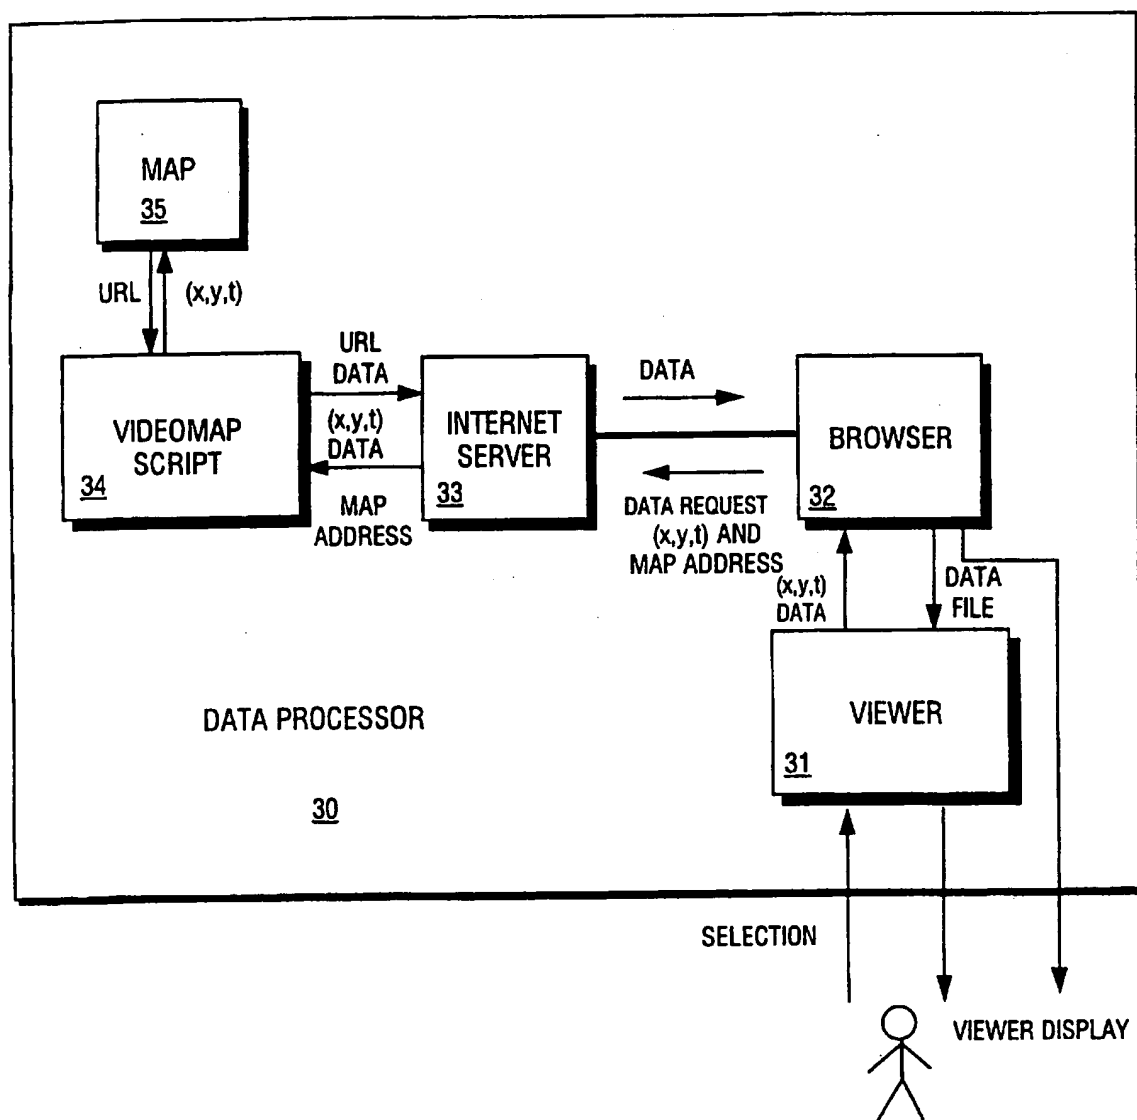 MAP
35
URL
(x,y,t)
URL
DATA
(x,y,t)
DATA
MAP
ADDRESS
VIDEOMAP
SCRIPT
34
INTERNET
SERVER
33
DATA
DATA REQUEST
(x,y,t) AND
MAP ADDRESS
BROWSER
32
(x,y,t)
DATA
DATA
FILE
VIEWER
31
DATA PROCESSOR
30
SELECTION
VIEWER DISPLAY